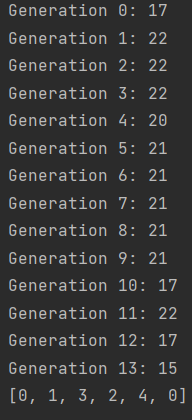 Generation 0: 17
Generation 1: 22
Generation 2: 22
Generation 3: 22
Generation 4: 20
Generation 5: 21
Generation 6: 21
Generation 7: 21
Generation 8: 21
Generation 9: 21
Generation 10: 17
Generation 11: 22
Generation 12: 17
Generation 13: 15
[0, 1, 3, 2, 4, 0]